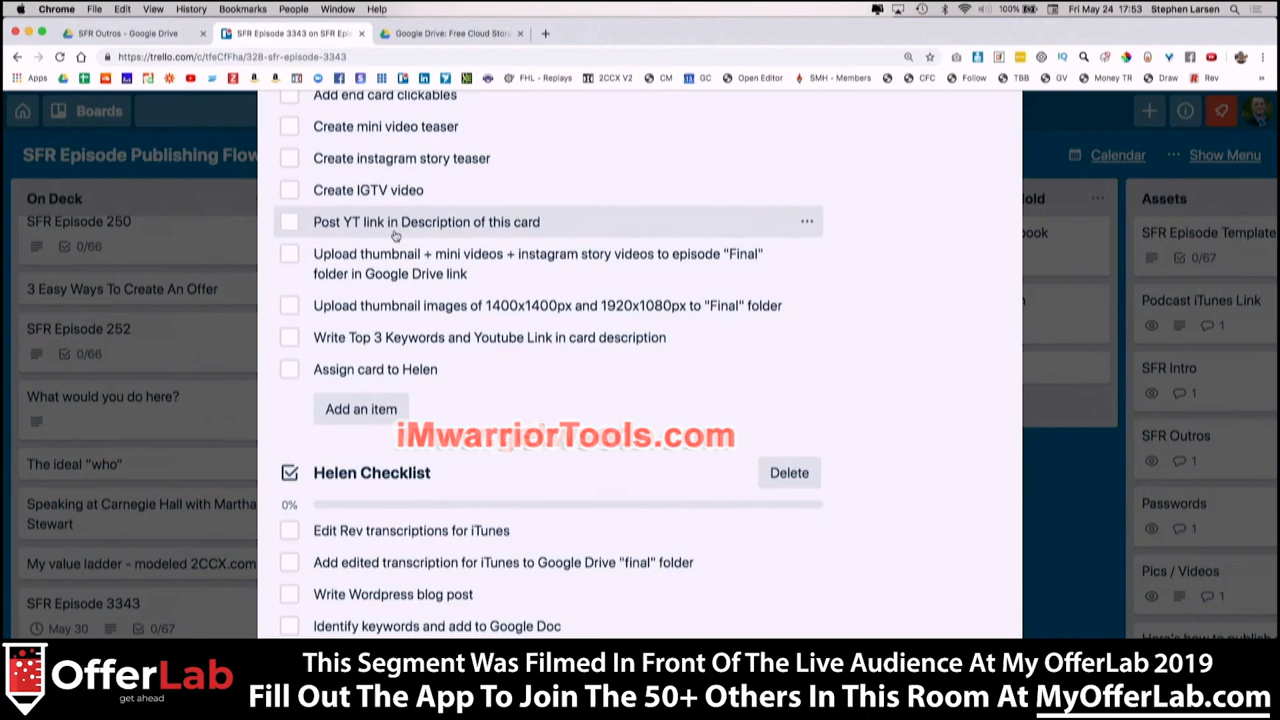 Chrome File Edit View History Bookmarks People Window Help 100% Fri May 24 17:53 Stephen Larsen
SFR Outros - Google Drive × SFR Episode 3343 on SFR Epi × Google Drive: Free Cloud Stor × +
https://trello.com/c/tfeCfFha/328-sfr-episode-3343
Apps FHL - Replays 2CCX V2 CM GC Open Editor SMH - Members CFC Follow TBB GV Money TR Draw Rev
Boards
SFR Episode Publishing Flow
Calendar ... Show Menu
On Deck
SFR Episode 250
0/66
3 Easy Ways To Create An Offer
SFR Episode 252
0/66
What would you do here?
The ideal "who"
Speaking at Carnegie Hall with Martha
Stewart
My value ladder - modeled 2CCX.com
SFR Episode 3343
May 30 0/67
Add end card clickables
Create mini video teaser
Create instagram story teaser
Create IGTV video
Post YT link in Description of this card
Upload thumbnail + mini videos + instagram story videos to episode "Final"
folder in Google Drive link
Upload thumbnail images of 1400x1400px and 1920x1080px to "Final" folder
Write Top 3 Keywords and Youtube Link in card description
Assign card to Helen
Add an item
iMwarriorTools.com
Helen Checklist Delete
0%
Edit Rev transcriptions for iTunes
Add edited transcription for iTunes to Google Drive "final" folder
Write Wordpress blog post
Identify keywords and add to Google Doc
Assets
SFR Episode Template
0/67
Podcast iTunes Link
1
SFR Intro
1
SFR Outros
1
Passwords
1
Pics / Videos
1
Here's how to publish
OfferLab
get ahead
This Segment Was Filmed In Front Of The Live Audience At My OfferLab 2019
Fill Out The App To Join The 50+ Others In This Room At MyOfferLab.com